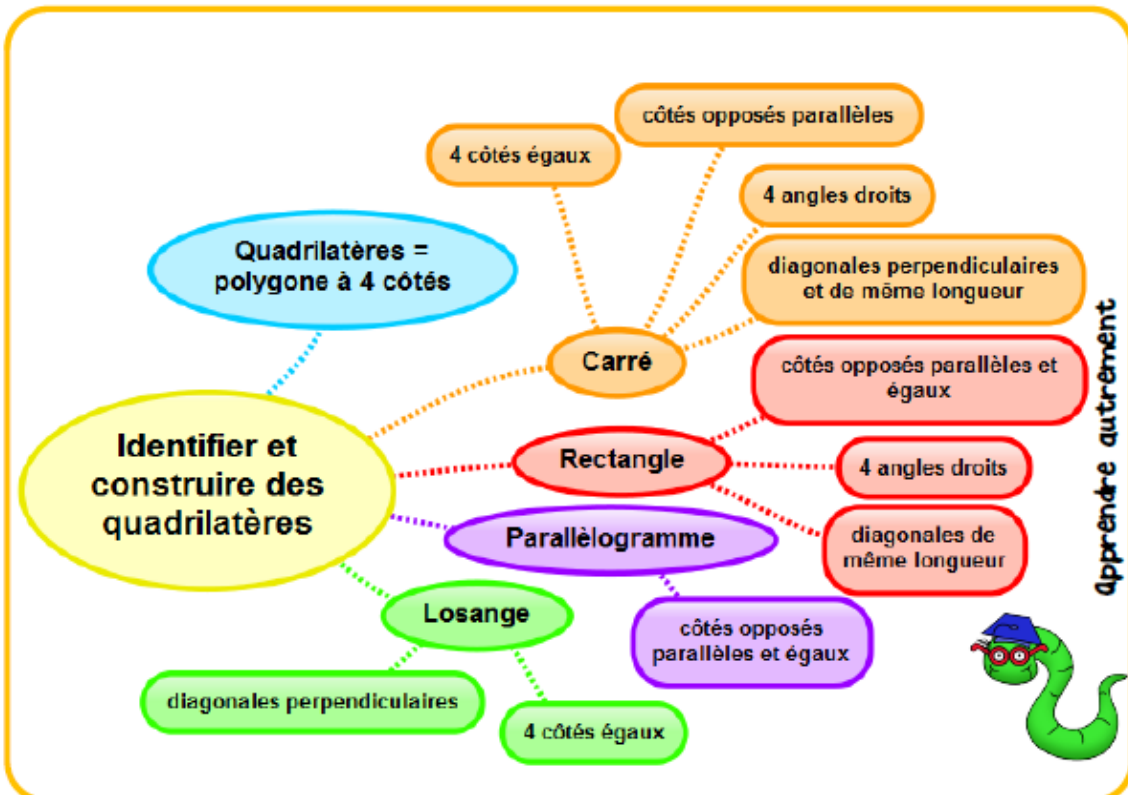 côtés opposés parallèles
4 côtés égaux
4 angles droits
Quadrilatères =
polygone à 4 côtés
diagonales perpendiculaires
et de même longueur
Carré
côtés opposés parallèles et
égaux
Identifier et
construire des
quadrilatères
Rectangle
4 angles droits
Parallèlogramme
diagonales de
même longueur
Losange
côtés opposés
parallèles et égaux
diagonales perpendiculaires
4 côtés égaux
apprendre autrement